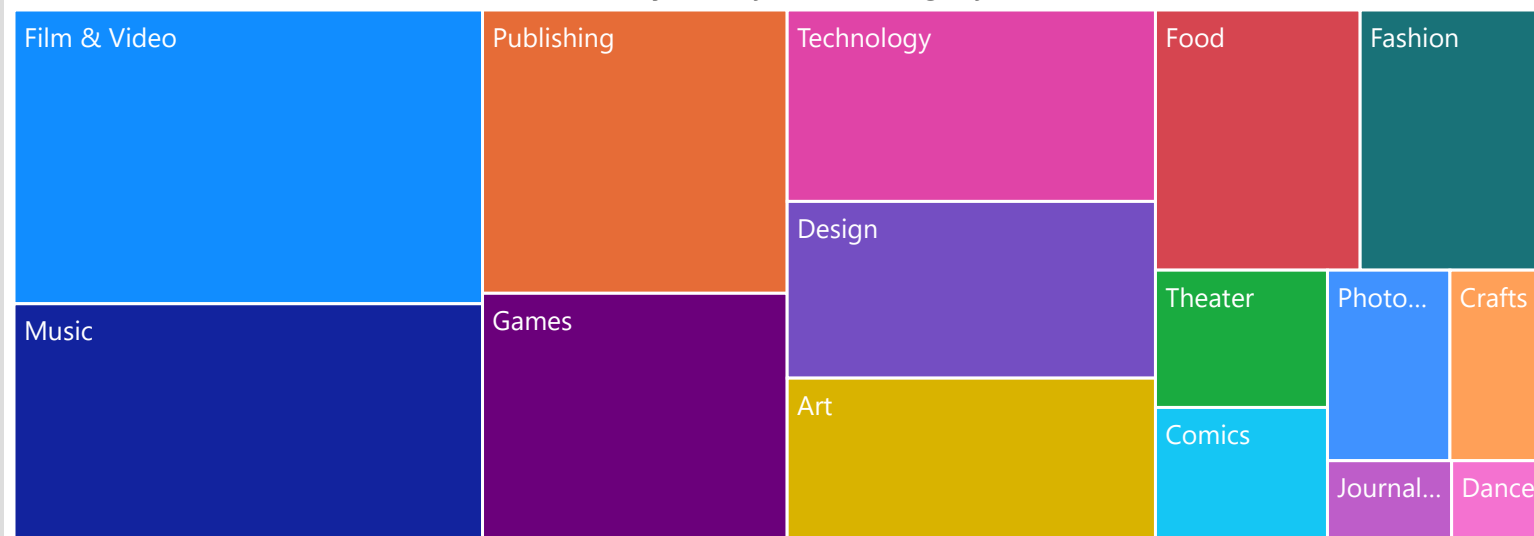 Film & Video
Publishing
Technology
Food
Fashion
Design
Theater
Photo...
Crafts
Music
Games
Art
Comics
Journal...
Dance